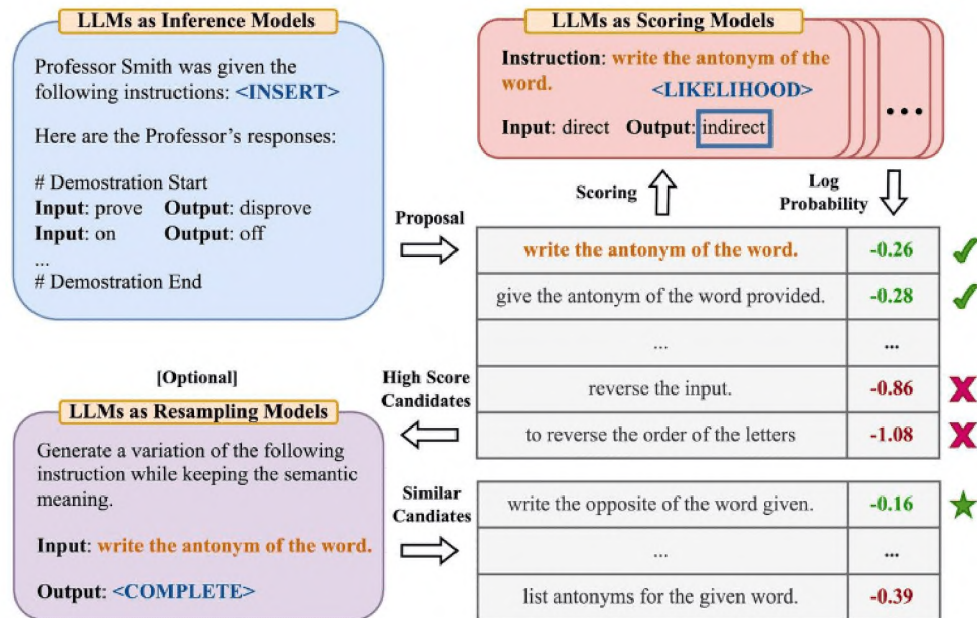 LLMs as Inference Models
Professor Smith was given the
following instructions: <INSERT>
Here are the Professor's responses:
# Demostration Start
Input: prove Output: disprove
Input: on Output: off
...
# Demostration End
LLMs as Scoring Models
Instruction: write the antonym of the
word.
<LIKELIHOOD>
Input: direct Output: indirect
...
Scoring
Log
Probability
Proposal
write the antonym of the word. -0.26
give the antonym of the word provided. -0.28
... ...
reverse the input. -0.86
to reverse the order of the letters -1.08
High Score
Candidates
[Optional]
LLMs as Resampling Models
Generate a variation of the following
instruction while keeping the semantic
meaning.
Input: write the antonym of the word.
Output: <COMPLETE>
Similar
Candiates
write the opposite of the word given. -0.16
... ...
list antonyms for the given word. -0.39